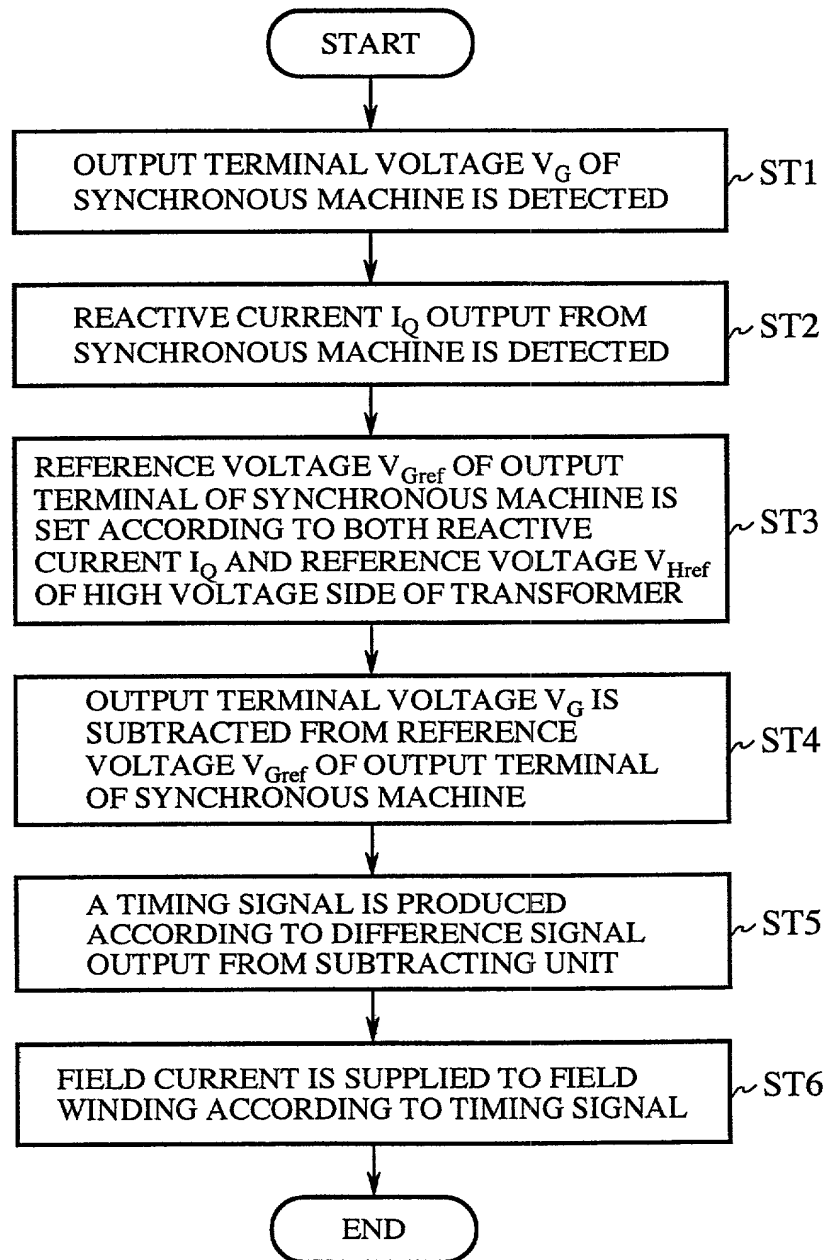 START
OUTPUT TERMINAL VOLTAGE V_G OF
SYNCHRONOUS MACHINE IS DETECTED
ST1
REACTIVE CURRENT I_Q OUTPUT FROM
SYNCHRONOUS MACHINE IS DETECTED
ST2
REFERENCE VOLTAGE V_Gref OF OUTPUT
TERMINAL OF SYNCHRONOUS MACHINE IS
SET ACCORDING TO BOTH REACTIVE
CURRENT I_Q AND REFERENCE VOLTAGE V_Href
OF HIGH VOLTAGE SIDE OF TRANSFORMER
ST3
OUTPUT TERMINAL VOLTAGE V_G IS
SUBTRACTED FROM REFERENCE
VOLTAGE V_Gref OF OUTPUT TERMINAL
OF SYNCHRONOUS MACHINE
ST4
A TIMING SIGNAL IS PRODUCED
ACCORDING TO DIFFERENCE SIGNAL
OUTPUT FROM SUBTRACTING UNIT
ST5
FIELD CURRENT IS SUPPLIED TO FIELD
WINDING ACCORDING TO TIMING SIGNAL
ST6
END